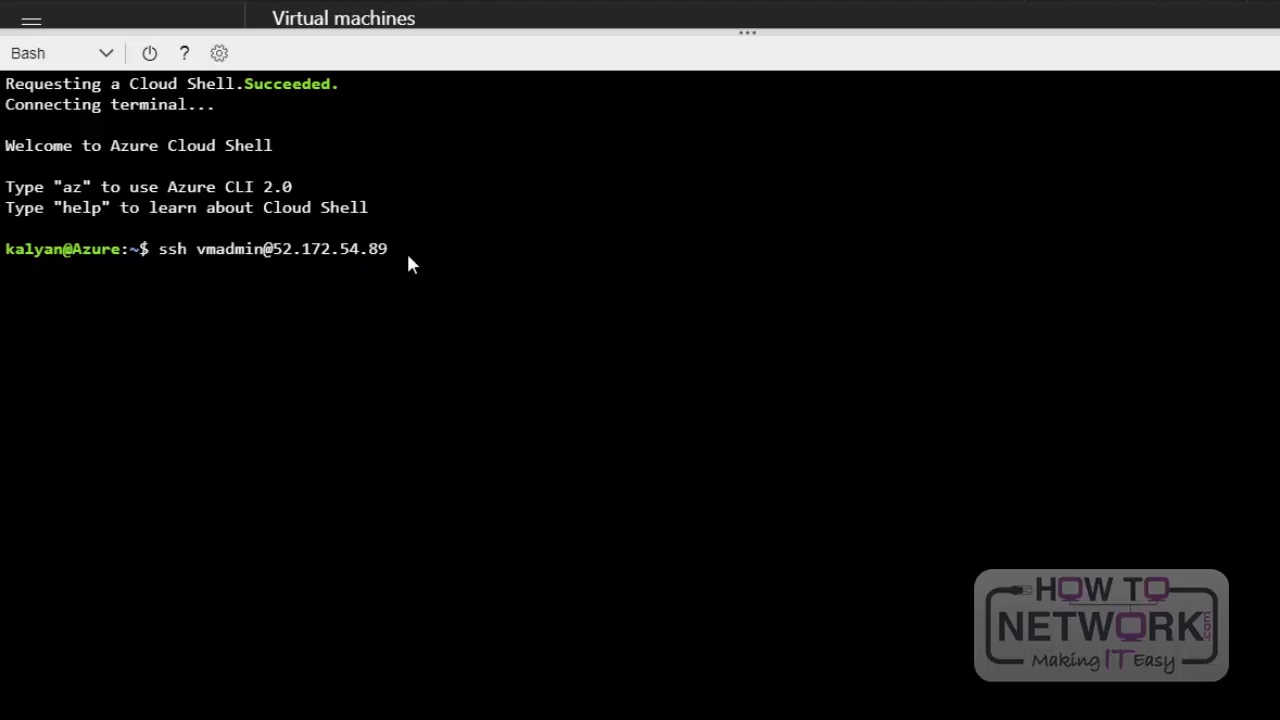 Virtual machines
Bash
?
Requesting a Cloud Shell.Succeeded.
Connecting terminal...
Welcome to Azure Cloud Shell
Type "az" to use Azure CLI 2.0
Type "help" to learn about Cloud Shell
kalyan@Azure:~$ ssh vmadmin@52.172.54.89
HOW TO
NETWORK.com
Making IT Easy